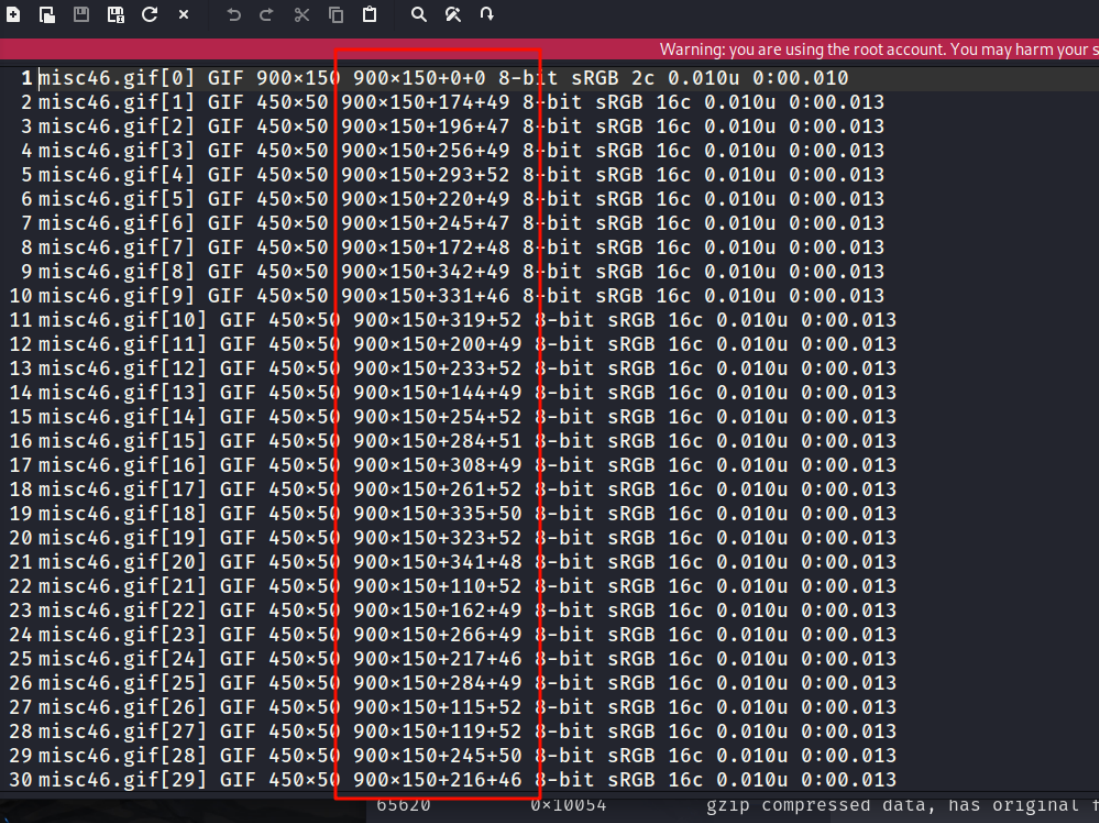 Warning: you are using the root account. You may harm your s
1 misc46.gif[0] GIF 900×150 900×150+0+0 8-bit sRGB 2c 0.010u 0:00.010
2 misc46.gif[1] GIF 450×50 900×150+174+49 8-bit sRGB 16c 0.010u 0:00.013
3 misc46.gif[2] GIF 450×50 900×150+196+47 8-bit sRGB 16c 0.010u 0:00.013
4 misc46.gif[3] GIF 450×50 900×150+256+49 8-bit sRGB 16c 0.010u 0:00.013
5 misc46.gif[4] GIF 450×50 900×150+293+52 8-bit sRGB 16c 0.010u 0:00.013
6 misc46.gif[5] GIF 450×50 900×150+220+49 8-bit sRGB 16c 0.010u 0:00.013
7 misc46.gif[6] GIF 450×50 900×150+245+47 8-bit sRGB 16c 0.010u 0:00.013
8 misc46.gif[7] GIF 450×50 900×150+172+48 8-bit sRGB 16c 0.010u 0:00.013
9 misc46.gif[8] GIF 450×50 900×150+342+49 8-bit sRGB 16c 0.010u 0:00.013
10 misc46.gif[9] GIF 450×50 900×150+331+46 8-bit sRGB 16c 0.010u 0:00.013
11 misc46.gif[10] GIF 450×50 900×150+319+52 8-bit sRGB 16c 0.010u 0:00.013
12 misc46.gif[11] GIF 450×50 900×150+200+49 8-bit sRGB 16c 0.010u 0:00.013
13 misc46.gif[12] GIF 450×50 900×150+233+52 8-bit sRGB 16c 0.010u 0:00.013
14 misc46.gif[13] GIF 450×50 900×150+144+49 8-bit sRGB 16c 0.010u 0:00.013
15 misc46.gif[14] GIF 450×50 900×150+254+52 8-bit sRGB 16c 0.010u 0:00.013
16 misc46.gif[15] GIF 450×50 900×150+284+51 8-bit sRGB 16c 0.010u 0:00.013
17 misc46.gif[16] GIF 450×50 900×150+308+49 8-bit sRGB 16c 0.010u 0:00.013
18 misc46.gif[17] GIF 450×50 900×150+261+52 8-bit sRGB 16c 0.010u 0:00.013
19 misc46.gif[18] GIF 450×50 900×150+335+50 8-bit sRGB 16c 0.010u 0:00.013
20 misc46.gif[19] GIF 450×50 900×150+323+52 8-bit sRGB 16c 0.010u 0:00.013
21 misc46.gif[20] GIF 450×50 900×150+341+48 8-bit sRGB 16c 0.010u 0:00.013
22 misc46.gif[21] GIF 450×50 900×150+110+52 8-bit sRGB 16c 0.010u 0:00.013
23 misc46.gif[22] GIF 450×50 900×150+162+49 8-bit sRGB 16c 0.010u 0:00.013
24 misc46.gif[23] GIF 450×50 900×150+266+49 8-bit sRGB 16c 0.010u 0:00.013
25 misc46.gif[24] GIF 450×50 900×150+217+46 8-bit sRGB 16c 0.010u 0:00.013
26 misc46.gif[25] GIF 450×50 900×150+284+49 8-bit sRGB 16c 0.010u 0:00.013
27 misc46.gif[26] GIF 450×50 900×150+115+52 8-bit sRGB 16c 0.010u 0:00.013
28 misc46.gif[27] GIF 450×50 900×150+119+52 8-bit sRGB 16c 0.010u 0:00.013
29 misc46.gif[28] GIF 450×50 900×150+245+50 8-bit sRGB 16c 0.010u 0:00.013
30 misc46.gif[29] GIF 450×50 900×150+216+46 8-bit sRGB 16c 0.010u 0:00.013
65620 0×10054 gzip compressed data, has original f